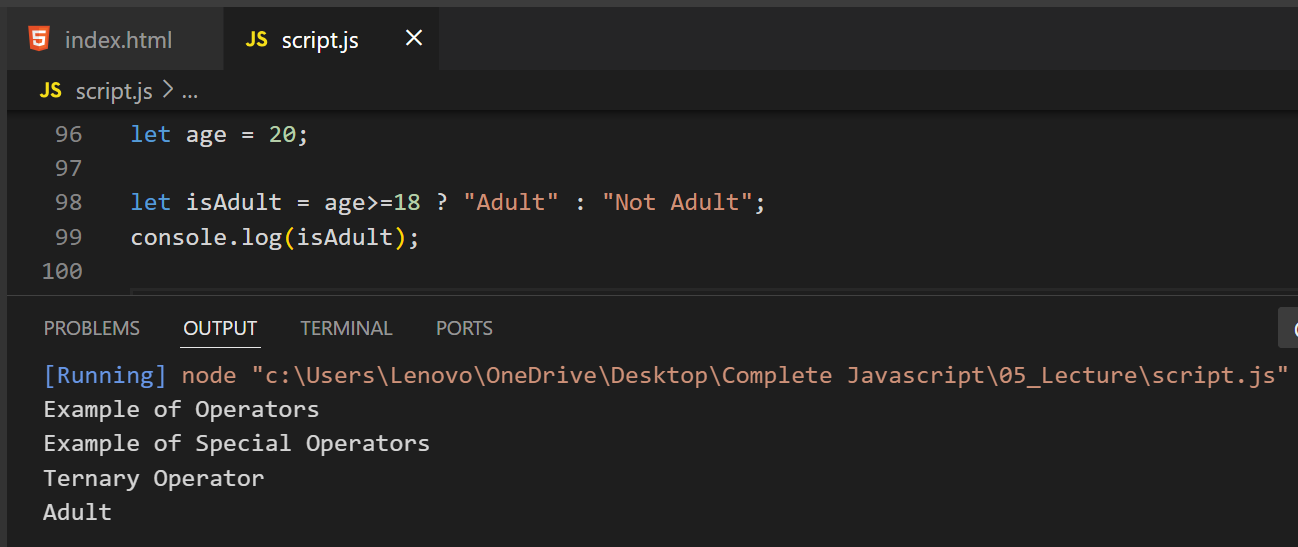 index.html JS script.js ×
JS script.js > ...
96 let age = 20;
97
98 let isAdult = age>=18 ? "Adult" : "Not Adult";
99 console.log(isAdult);
100
PROBLEMS OUTPUT TERMINAL PORTS
[Running] node "c:\Users\Lenovo\OneDrive\Desktop\Complete Javascript\05_Lecture\script.js"
Example of Operators
Example of Special Operators
Ternary Operator
Adult